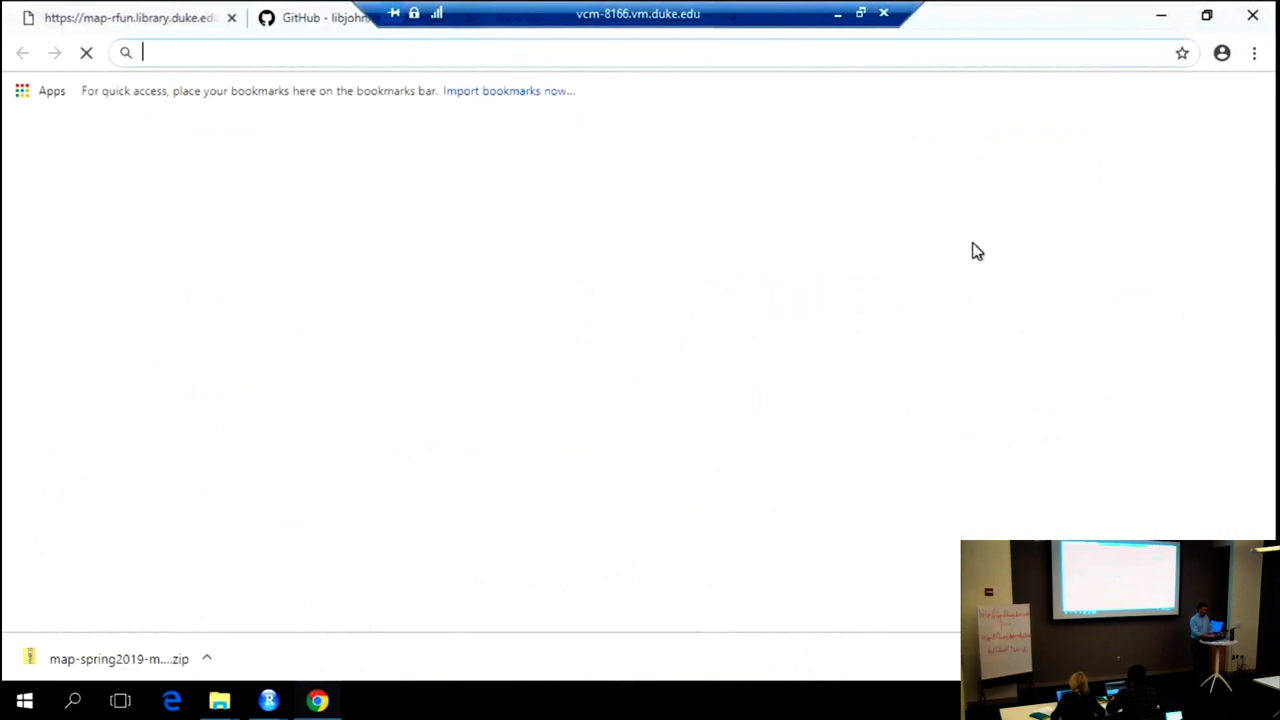 https://map-rfun.library.duke.ed
GitHub - libjohn
vcm-8166.vm.duke.edu
Apps
For quick access, place your bookmarks here on the bookmarks bar. Import bookmarks now...
map-spring2019-m....zip